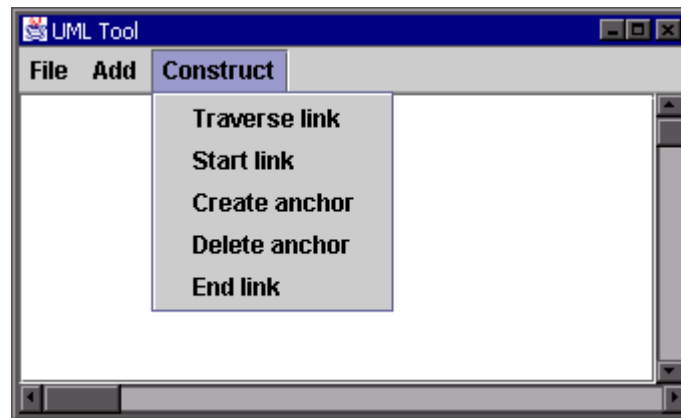 UML Tool
File Add Construct
Traverse link
Start link
Create anchor
Delete anchor
End link